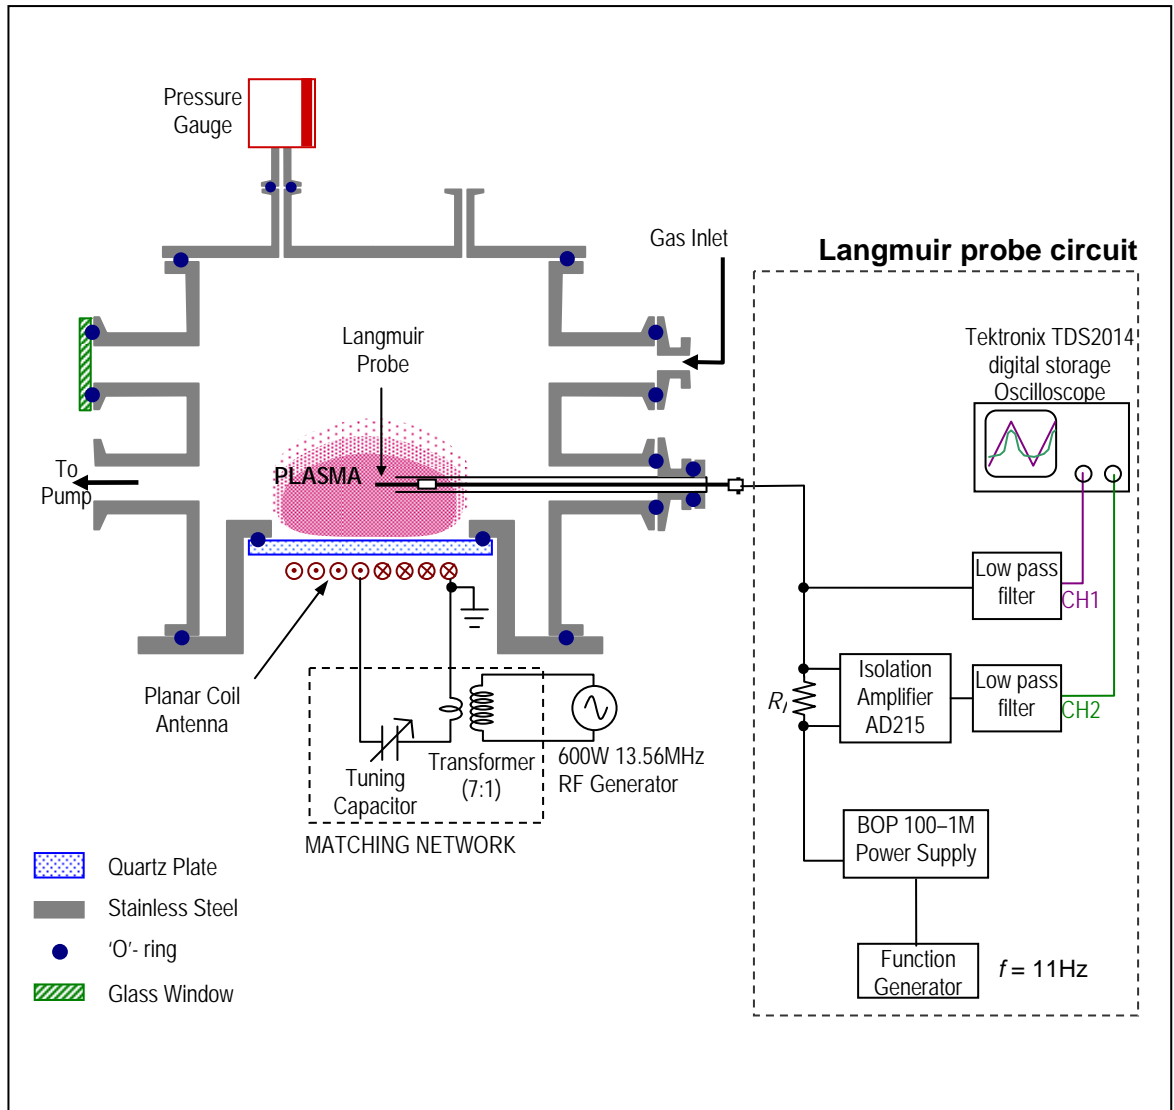 Pressure
Gauge
Gas Inlet
Langmuir probe circuit
Langmuir
Probe
Tektronix TDS2014
digital storage
Oscilloscope
To
Pump
PLASMA
Low pass
filter
CH1
Planar Coil
Antenna
Isolation
Amplifier
AD215
Low pass
filter
CH2
R_I
Tuning
Capacitor
Transformer
(7:1)
600W 13.56MHz
RF Generator
MATCHING NETWORK
BOP 100–1M
Power Supply
Function
Generator
f = 11Hz
Quartz Plate
Stainless Steel
'O'- ring
Glass Window